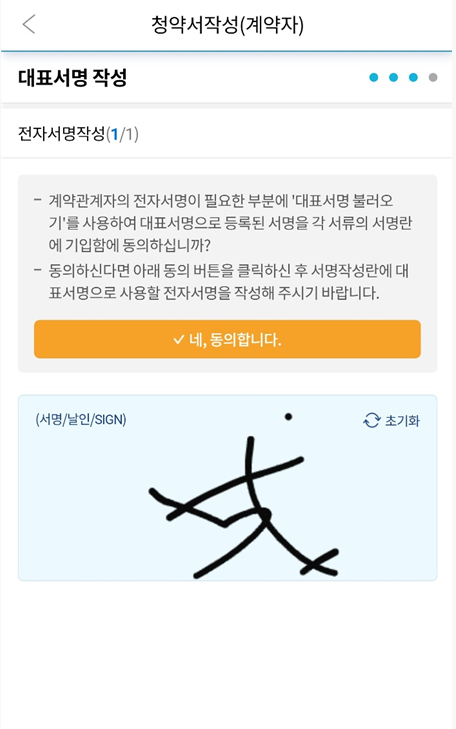 청약서작성(계약자)
대표서명 작성
전자서명작성(1/1)
- 계약관계자의 전자서명이 필요한 부분에 '대표서명 불러오
기'를 사용하여 대표서명으로 등록된 서명을 각 서류의 서명란
에 기입함에 동의하십니까?
- 동의하신다면 아래 동의 버튼을 클릭하신 후 서명작성란에 대
표서명으로 사용할 전자서명을 작성해 주시기 바랍니다.
✓ 네, 동의합니다.
(서명/날인/SIGN) 초기화